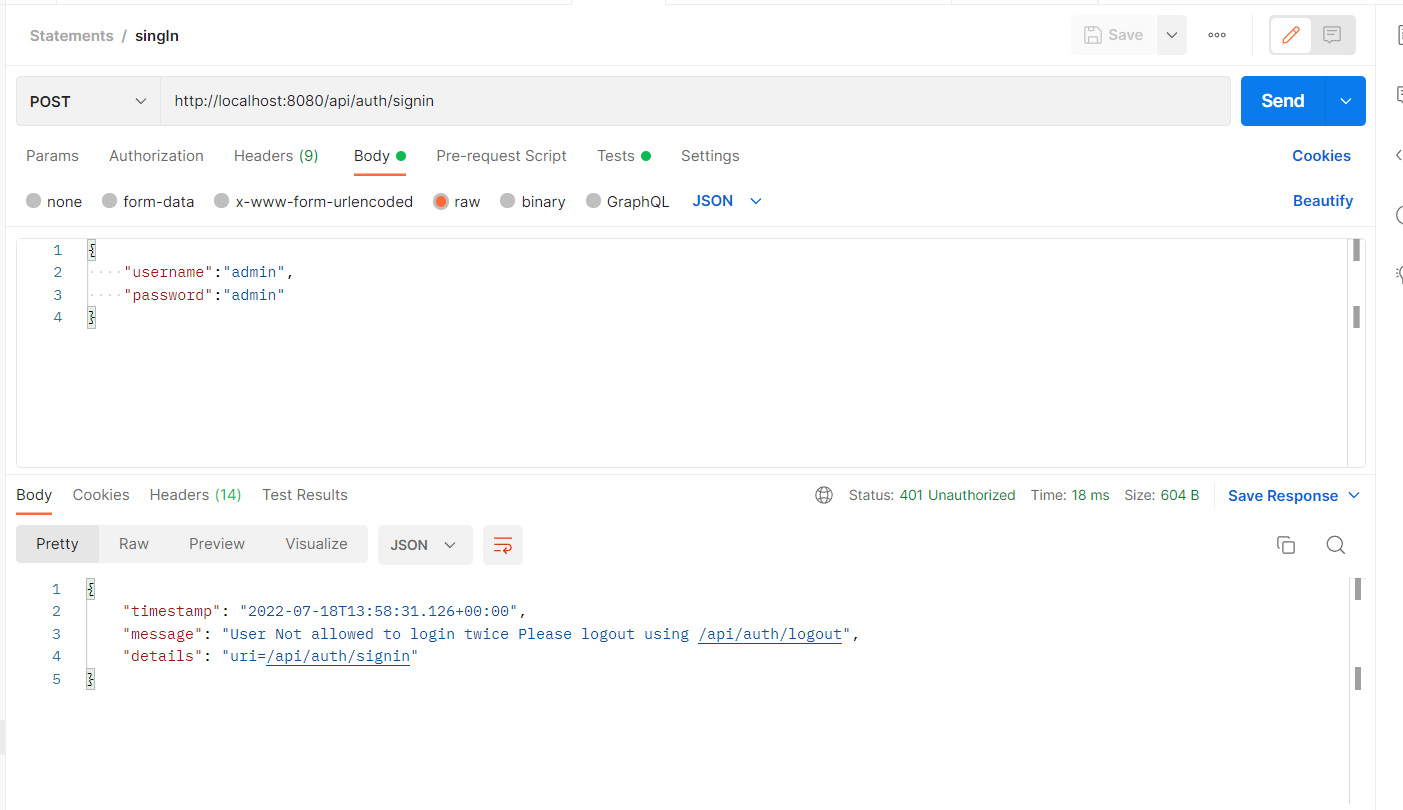 Statements / singIn
Save
POST
http://localhost:8080/api/auth/signin
Send
Params Authorization Headers (9) Body Pre-request Script Tests Settings Cookies
none form-data x-www-form-urlencoded raw binary GraphQL JSON Beautify
1 {
2 "username":"admin",
3 "password":"admin"
4 }
Body Cookies Headers (14) Test Results Status: 401 Unauthorized Time: 18 ms Size: 604 B Save Response
Pretty Raw Preview Visualize JSON
1 {
2 "timestamp": "2022-07-18T13:58:31.126+00:00",
3 "message": "User Not allowed to login twice Please logout using /api/auth/logout",
4 "details": "uri=/api/auth/signin"
5 }